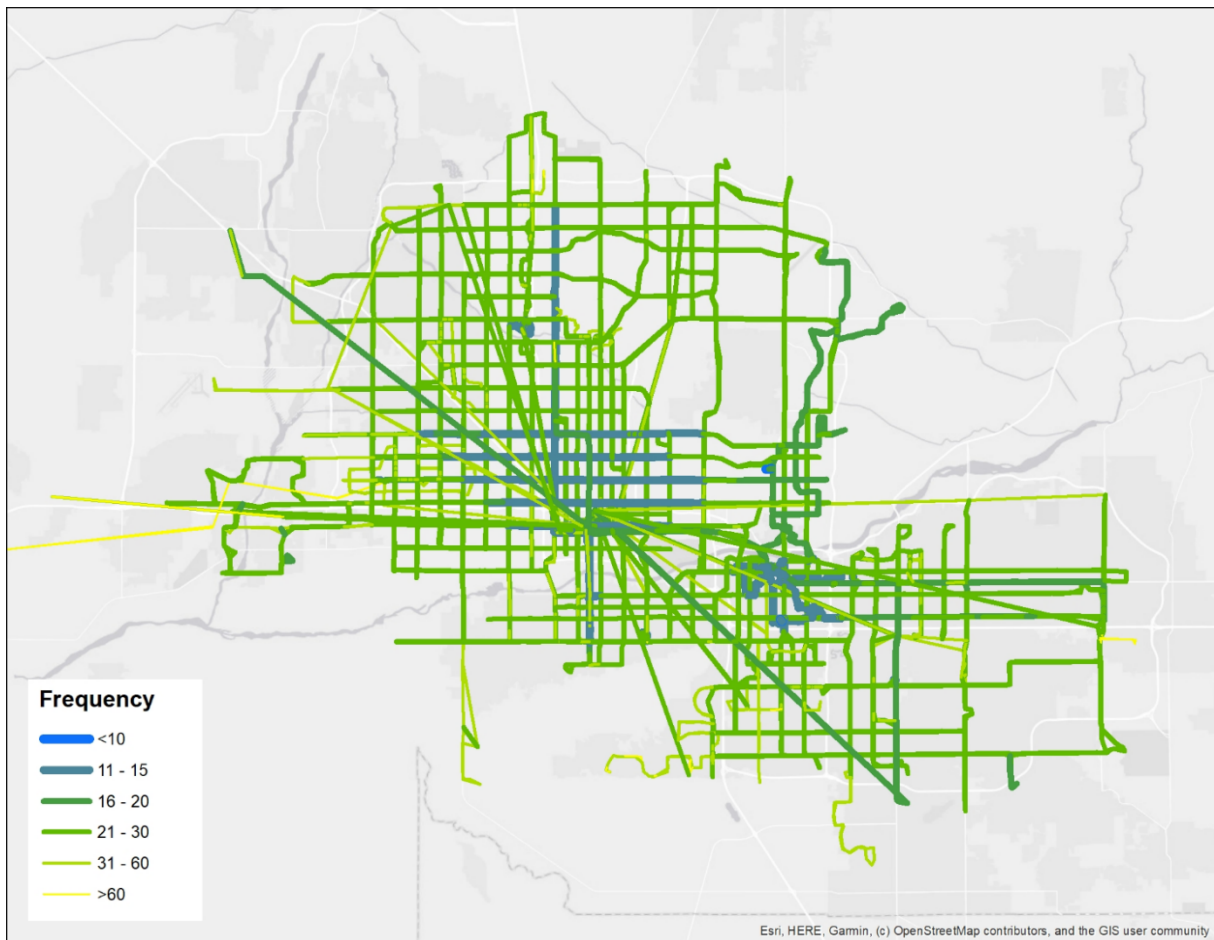 Frequency
<10
11 - 15
16 - 20
21 - 30
31 - 60
>60
Esri, HERE, Garmin, (c) OpenStreetMap contributors, and the GIS user community